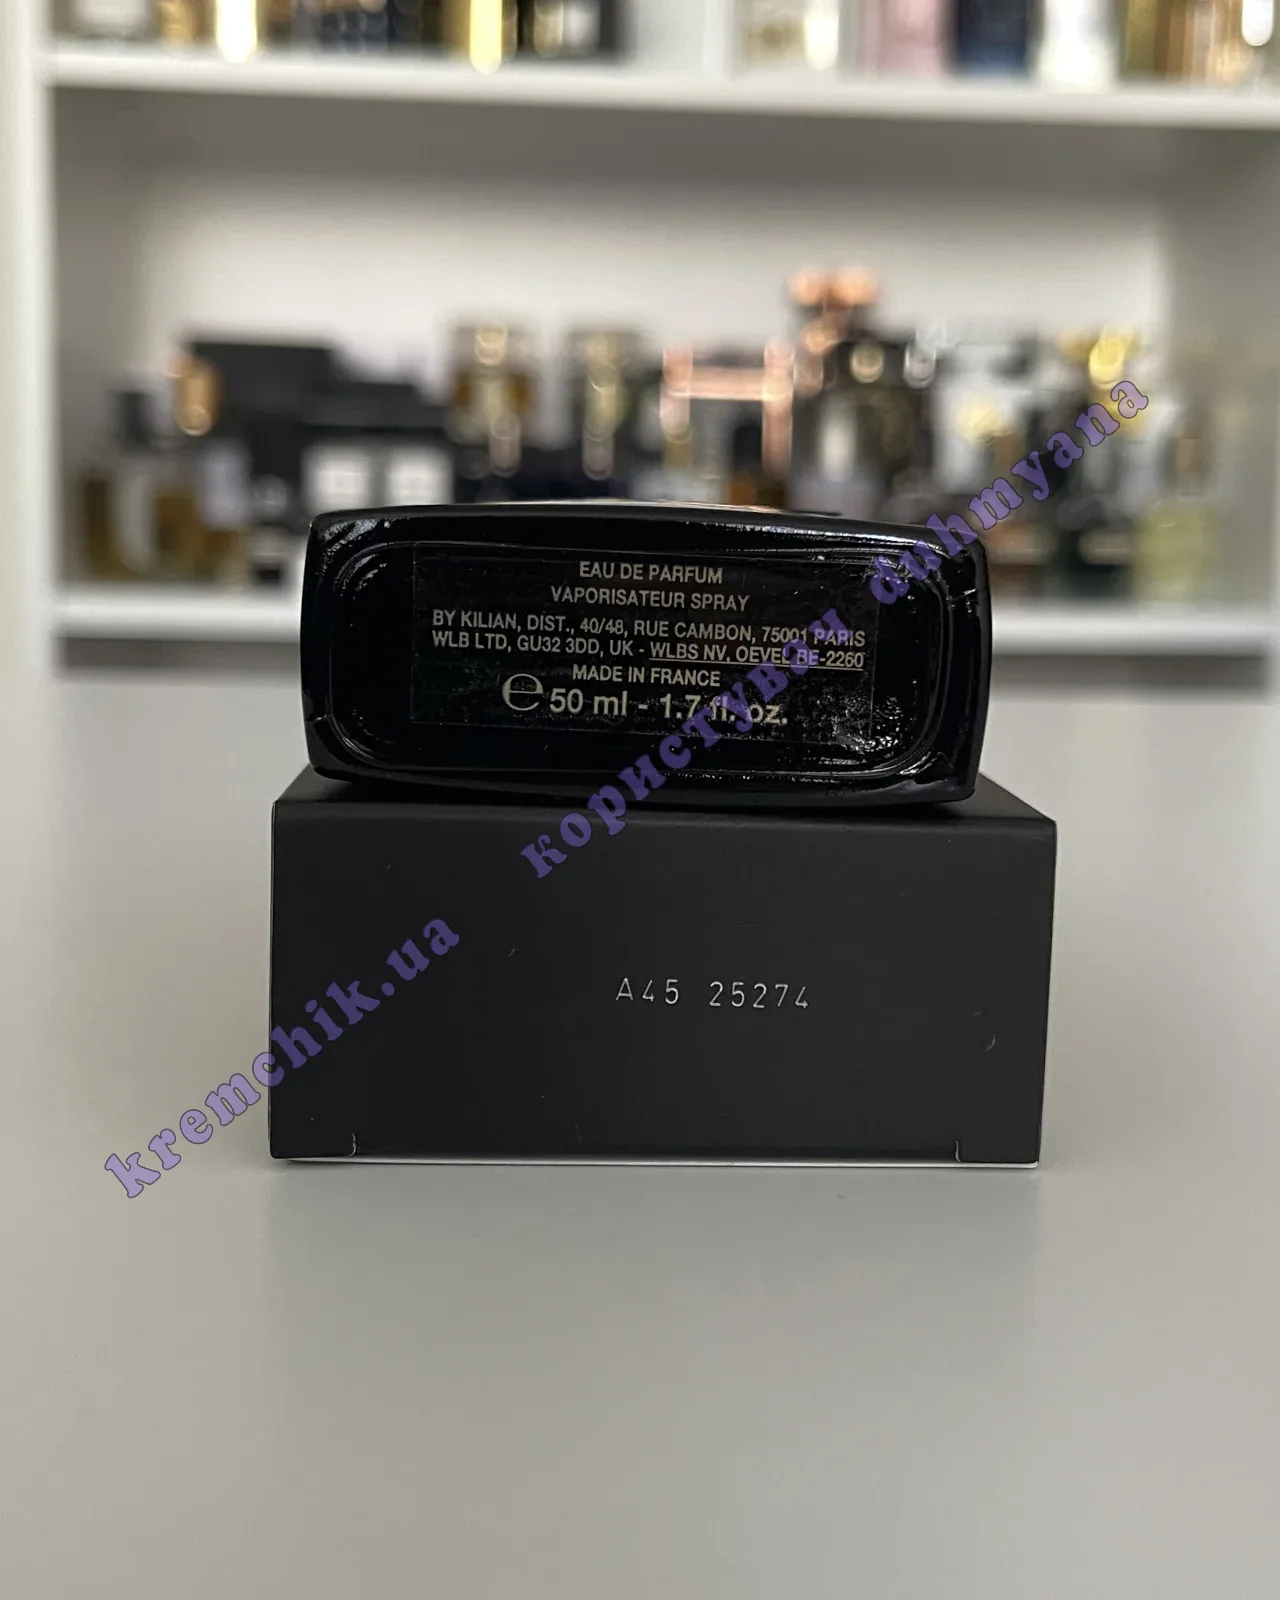 EAU DE PARFUM
VAPORISATEUR SPRAY
BY KILIAN, DIST., 40/48, RUE CAMBON, 75001 PARIS
WLB LTD, GU32 3DD, UK - WLBS NV, OEVEL BE-2260
MADE IN FRANCE
℮ 50 ml - 1.7 fl. oz.
A45 25274
kremchik.ua користувач duhmyana